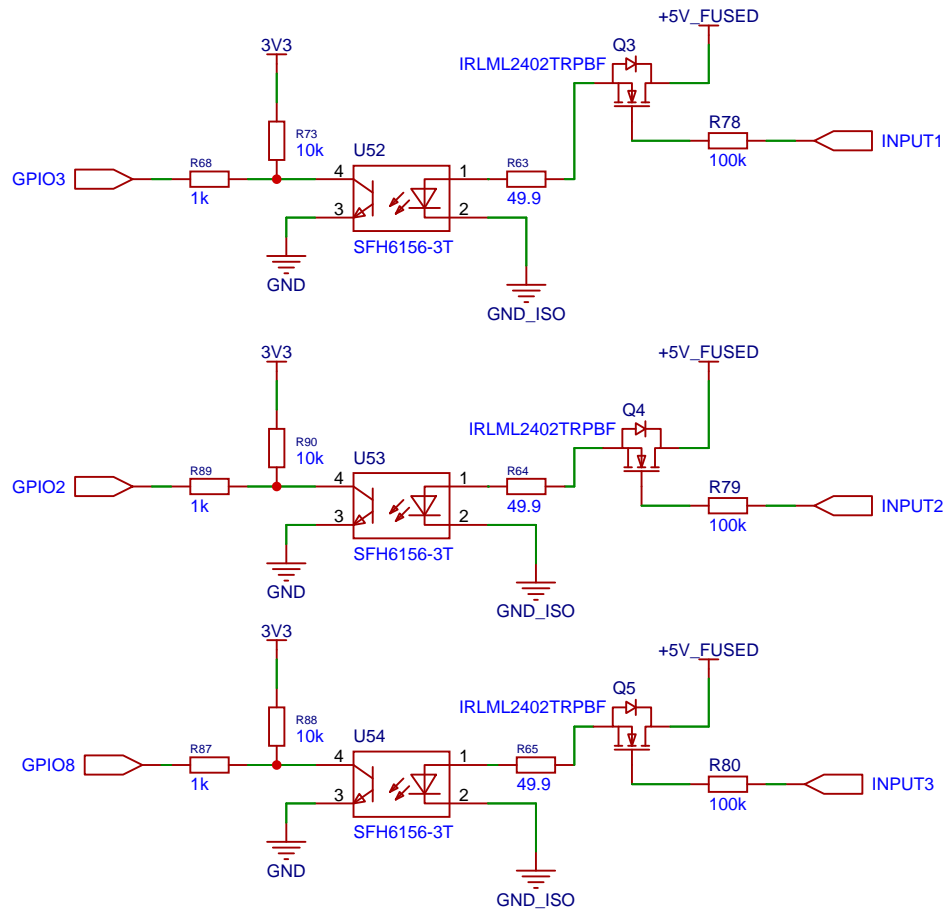 +5V_FUSED
Q3
3V3
IRLML2402TRPBF
R73
10k
R78
100k
INPUT1
U52
GPIO3
R68
1k
4
3
1
2
R63
49.9
SFH6156-3T
GND
GND_ISO
3V3
+5V_FUSED
Q4
IRLML2402TRPBF
R90
10k
U53
GPIO2
R89
1k
4
3
1
2
R64
49.9
R79
100k
INPUT2
SFH6156-3T
GND
GND_ISO
3V3
+5V_FUSED
Q5
IRLML2402TRPBF
R88
10k
U54
GPIO8
R87
1k
4
3
1
2
R65
49.9
R80
100k
INPUT3
SFH6156-3T
GND
GND_ISO